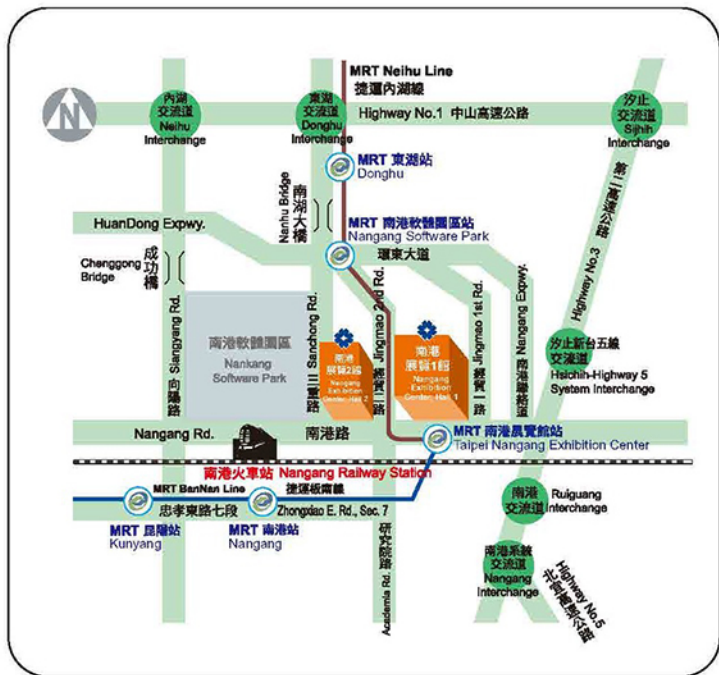 MRT Neihu Line
捷運內湖線
內湖
交流道
Neihu
Interchange
東湖
交流道
Donghu
Interchange
Highway No.1 中山高速公路
汐止
交流道
Sijhih
Interchange
N
MRT 東湖站
Donghu
Nanhu Bridge
南湖大橋
第二高速公路
Highway No.3
HuanDong Expwy.
MRT 南港軟體園區站
Nangang Software Park
環東大道
Chenggong
Bridge
成功橋
Siangyang Rd.
向陽路
南港軟體園區
Nankang
Software Park
Sanchong Rd.
三重路
南港
展覽2館
Nangang
Exhibition
Center, Hall 2
Jingmao 2nd Rd.
經貿二路
南港
展覽1館
Nangang
Exhibition
Center, Hall 1
Jingmao 1st Rd.
經貿一路
Nangang Expwy.
南港聯絡道
汐止新台五線
交流道
Hsichih-Highway 5
System Interchange
Nangang Rd.
南港路
MRT 南港展覽館站
Taipei Nangang Exhibition Center
南港火車站 Nangang Railway Station
MRT BanNan Line
捷運板南線
忠孝東路七段
Zhongxiao E. Rd., Sec. 7
MRT 昆陽站
Kunyang
MRT 南港站
Nangang
研究院路
Academia Rd.
南港
交流道
Ruiguang
Interchange
南港系統
交流道
Nangang
Interchange
Highway No.5
北宜高速公路